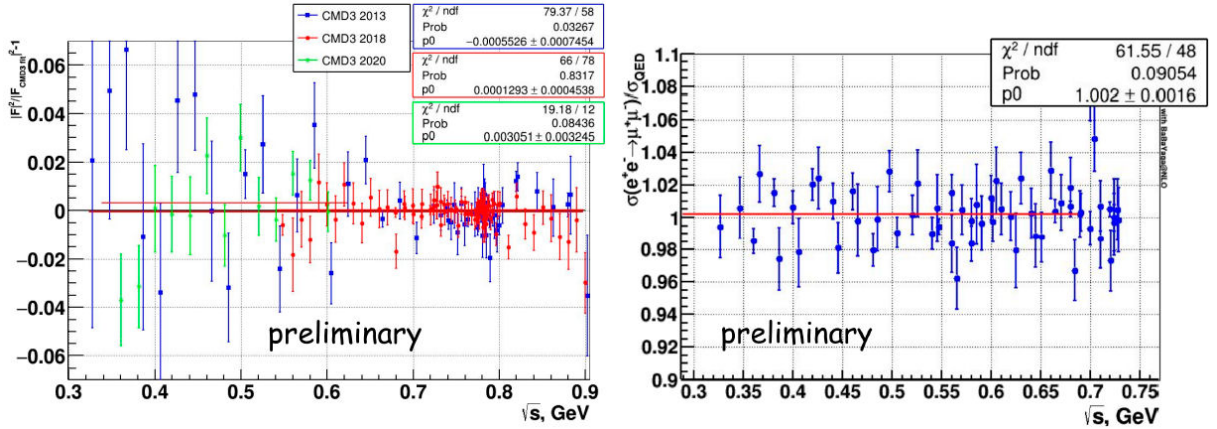 CMD3 2013
CMD3 2018
CMD3 2020
χ² / ndf 79.37 / 58
Prob 0.03267
p0 −0.0005526 ± 0.0007454
χ² / ndf 66 / 78
Prob 0.8317
p0 0.0001293 ± 0.0004538
χ² / ndf 19.18 / 12
Prob 0.08436
p0 0.003051 ± 0.003245
|F|²/|F_CMD3 fit|²-1
0.06
0.04
0.02
0
−0.02
−0.04
−0.06
preliminary
0.3 0.4 0.5 0.6 0.7 0.8 0.9
√s, GeV
χ² / ndf 61.55 / 48
Prob 0.09054
p0 1.002 ± 0.0016
σ(e⁺e⁻→μ⁺μ⁻)/σ_QED
1.1
1.08
1.06
1.04
1.02
1
0.98
0.96
0.94
0.92
0.9
preliminary
0.3 0.35 0.4 0.45 0.5 0.55 0.6 0.65 0.7 0.75
√s, GeV